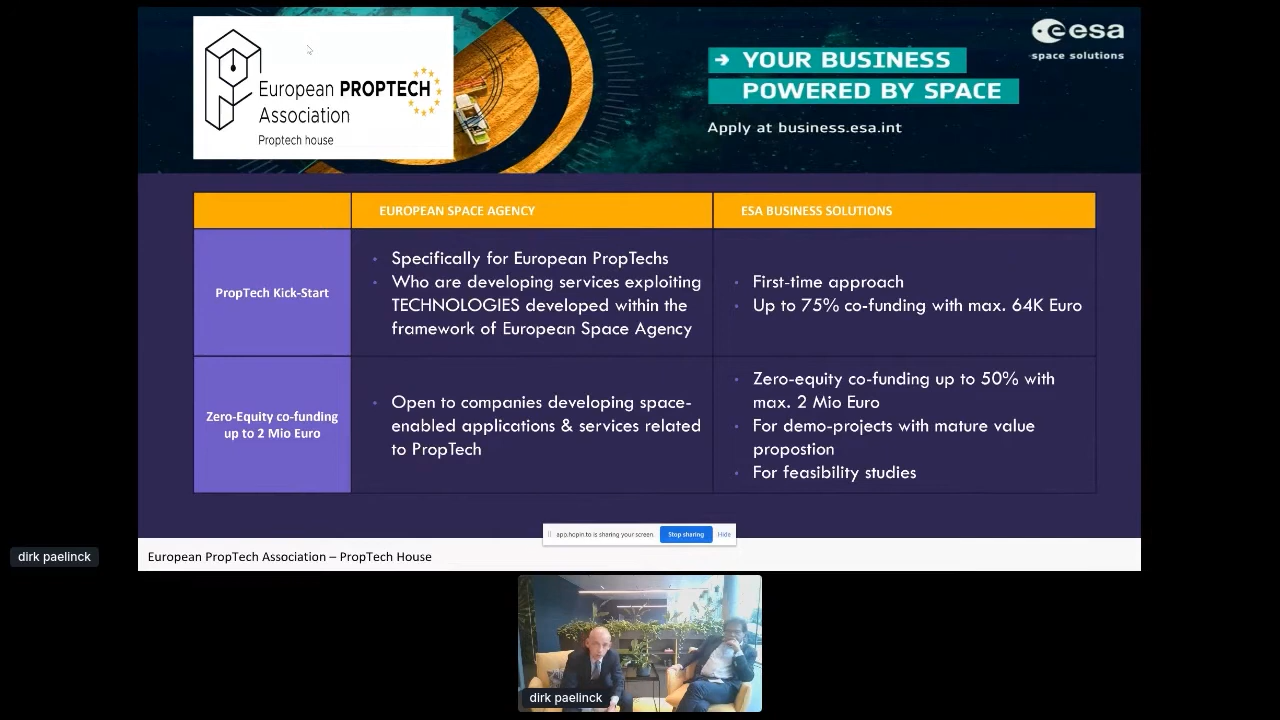 European PROPTECH
Association
Proptech house
➔ YOUR BUSINESS
POWERED BY SPACE
Apply at business.esa.int
esa
space solutions
EUROPEAN SPACE AGENCY
ESA BUSINESS SOLUTIONS
PropTech Kick-Start
• Specifically for European PropTechs
• Who are developing services exploiting
TECHNOLOGIES developed within the
framework of European Space Agency
• First-time approach
• Up to 75% co-funding with max. 64K Euro
Zero-Equity co-funding
up to 2 Mio Euro
• Open to companies developing space-
enabled applications & services related
to PropTech
• Zero-equity co-funding up to 50% with
max. 2 Mio Euro
• For demo-projects with mature value
propostion
• For feasibility studies
app.hopin.to is sharing your screen. Stop sharing Hide
European PropTech Association – PropTech House
dirk paelinck
dirk paelinck